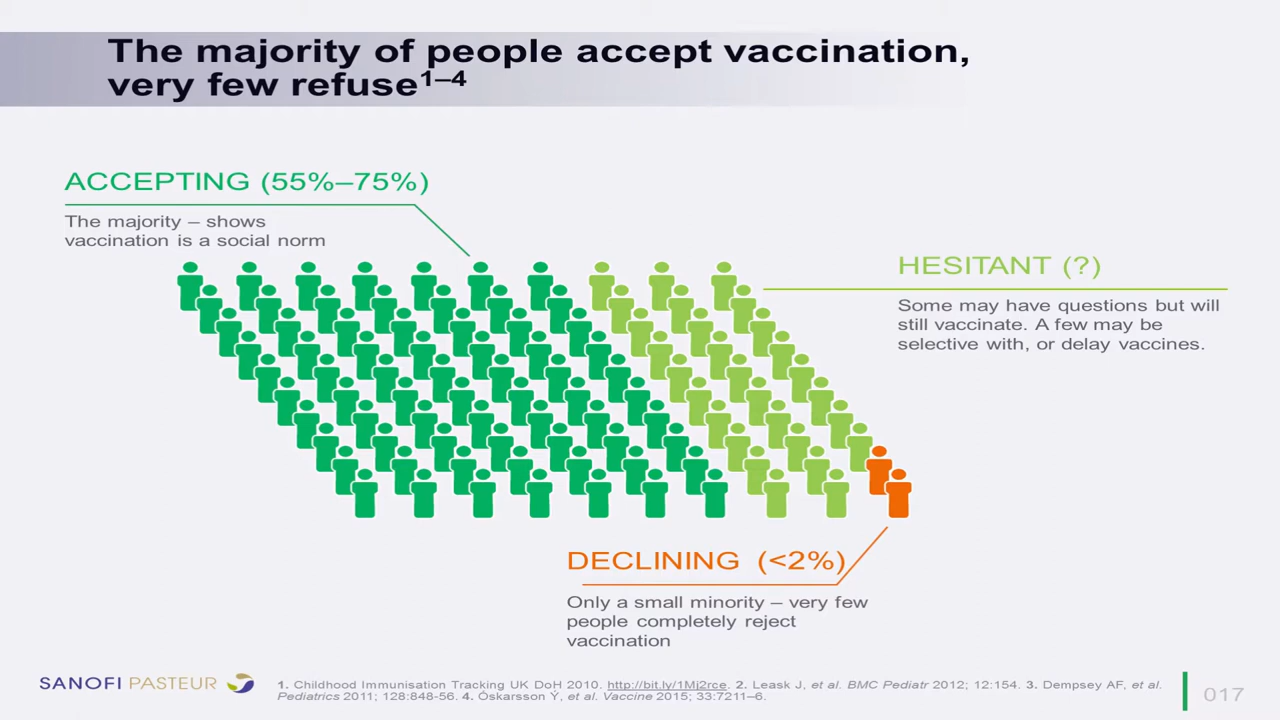 The majority of people accept vaccination,
very few refuse1–4
ACCEPTING (55%–75%)
The majority – shows
vaccination is a social norm
HESITANT (?)
Some may have questions but will
still vaccinate. A few may be
selective with, or delay vaccines.
DECLINING (<2%)
Only a small minority – very few
people completely reject
vaccination
SANOFI PASTEUR
1. Childhood Immunisation Tracking UK DoH 2010. http://bit.ly/1Mj2rce. 2. Leask J, et al. BMC Pediatr 2012; 12:154. 3. Dempsey AF, et al.
Pediatrics 2011; 128:848-56. 4. Óskarsson Ý, et al. Vaccine 2015; 33:7211–6.
017